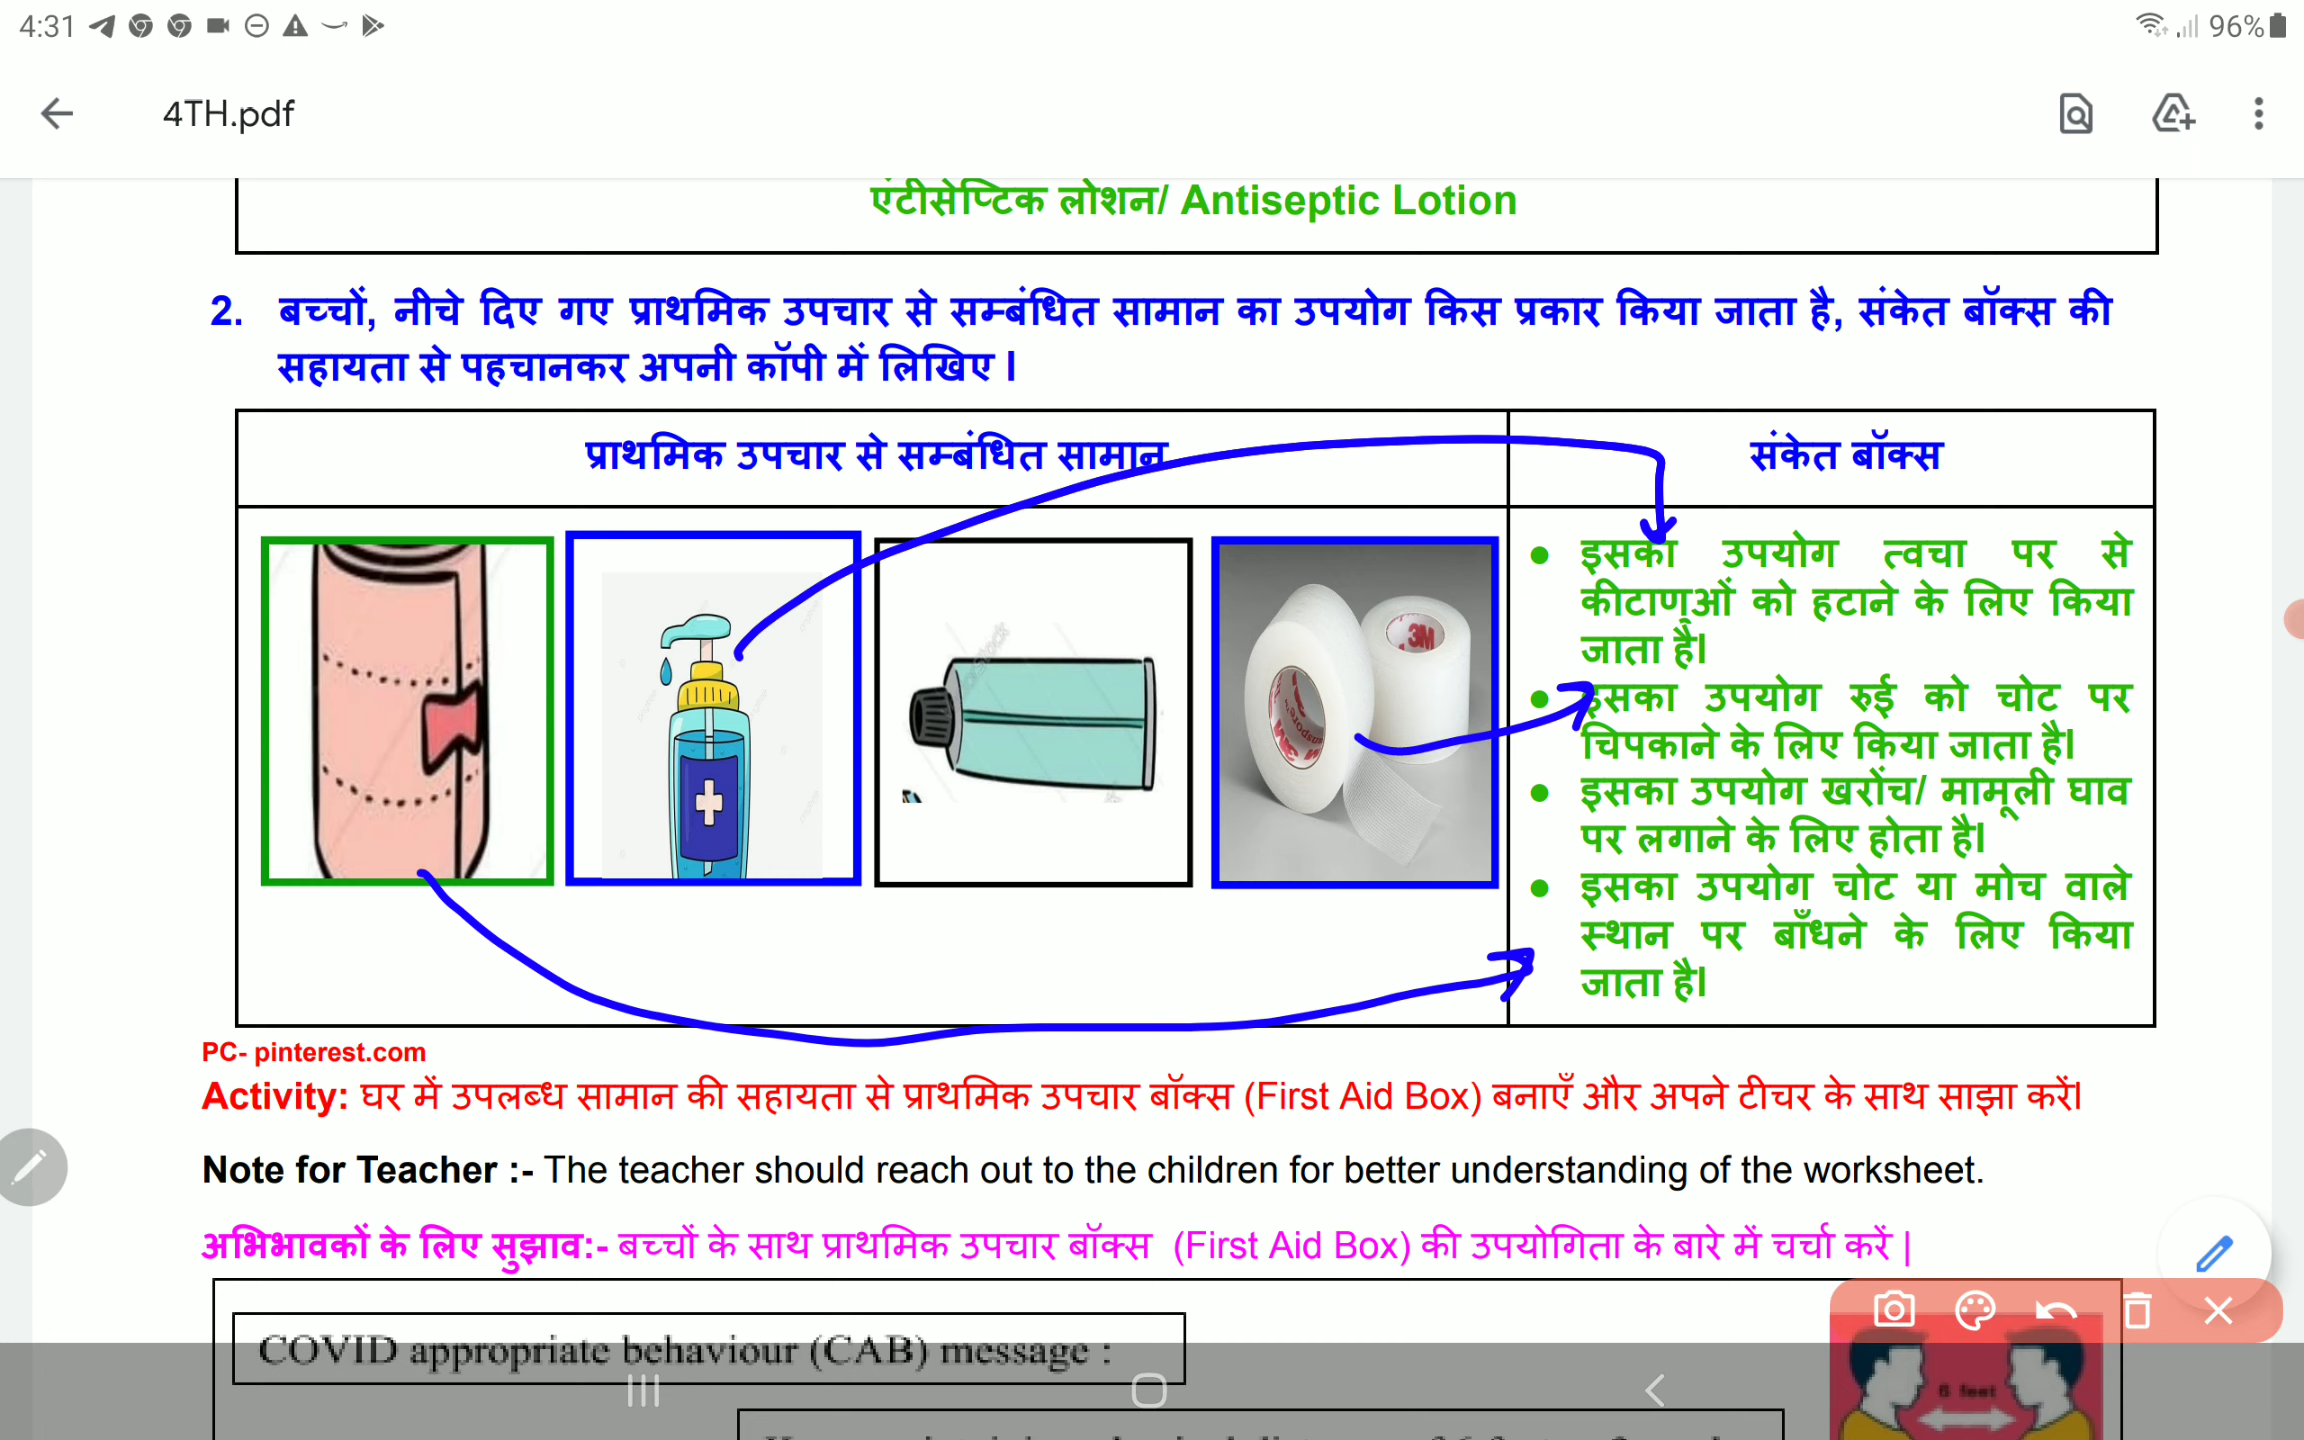 4:31
96%
4TH.pdf
एंटीसेप्टिक लोशन/ Antiseptic Lotion
2. बच्चों, नीचे दिए गए प्राथमिक उपचार से सम्बंधित सामान का उपयोग किस प्रकार किया जाता है, संकेत बॉक्स की
सहायता से पहचानकर अपनी कॉपी में लिखिए ।
प्राथमिक उपचार से सम्बंधित सामान
संकेत बॉक्स
3M
● इसका उपयोग त्वचा पर से
कीटाणुओं को हटाने के लिए किया
जाता है।
● इसका उपयोग रुई को चोट पर
चिपकाने के लिए किया जाता है।
● इसका उपयोग खरोंच/ मामूली घाव
पर लगाने के लिए होता है।
● इसका उपयोग चोट या मोच वाले
स्थान पर बाँधने के लिए किया
जाता है।
PC- pinterest.com
Activity: घर में उपलब्ध सामान की सहायता से प्राथमिक उपचार बॉक्स (First Aid Box) बनाएँ और अपने टीचर के साथ साझा करें।
Note for Teacher :- The teacher should reach out to the children for better understanding of the worksheet.
अभिभावकों के लिए सुझाव:- बच्चों के साथ प्राथमिक उपचार बॉक्स (First Aid Box) की उपयोगिता के बारे में चर्चा करें |
COVID appropriate behaviour (CAB) message :
6 feet